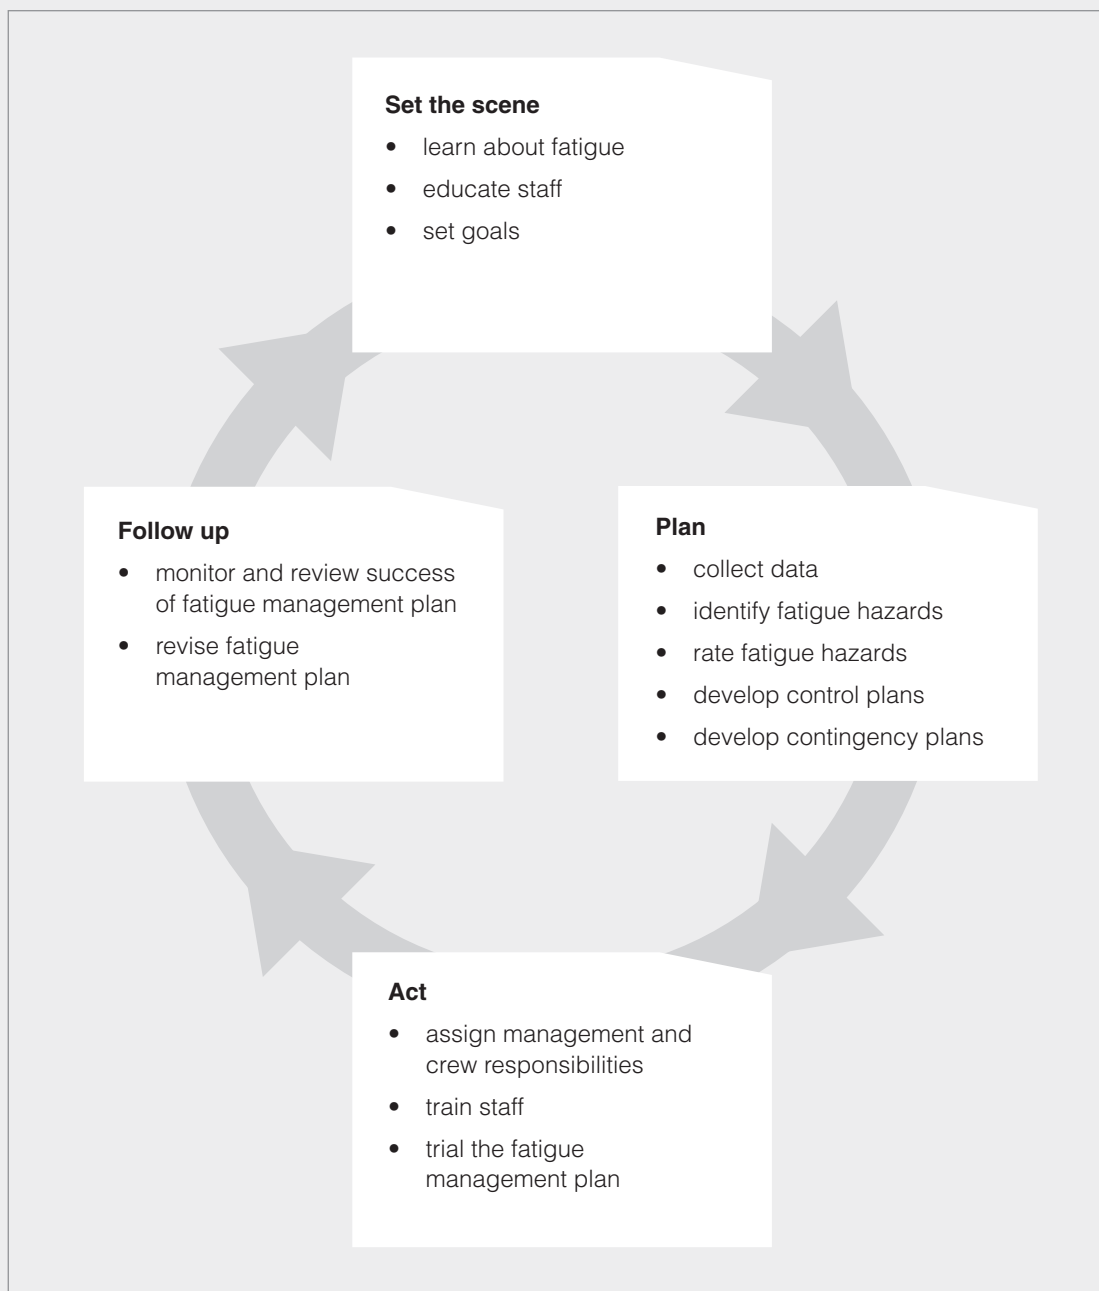 Set the scene
• learn about fatigue
• educate staff
• set goals
Plan
• collect data
• identify fatigue hazards
• rate fatigue hazards
• develop control plans
• develop contingency plans
Act
• assign management and
crew responsibilities
• train staff
• trial the fatigue
management plan
Follow up
• monitor and review success
of fatigue management plan
• revise fatigue
management plan